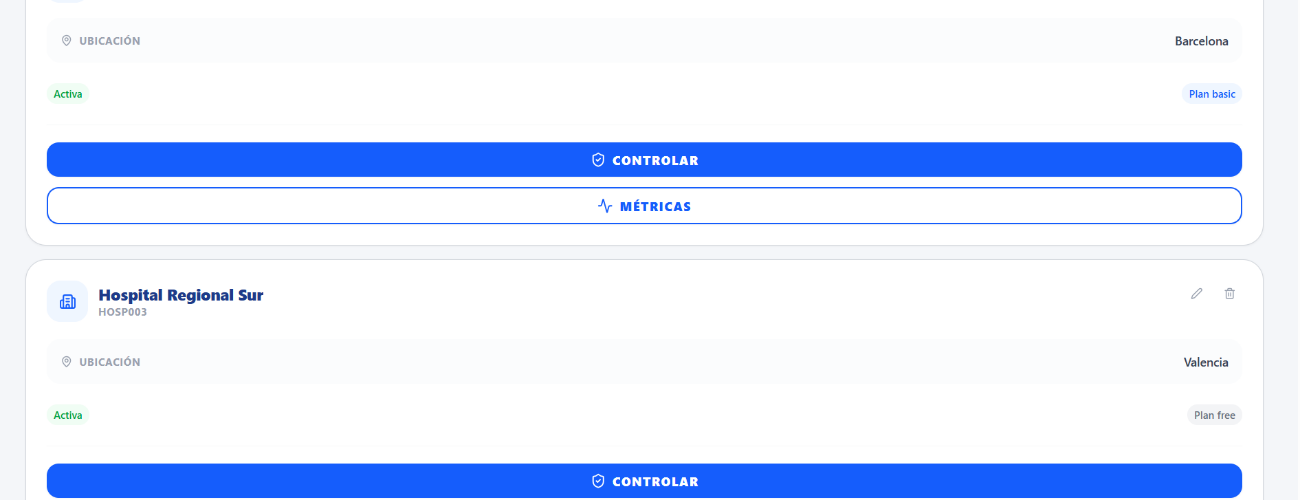 UBICACIÓN Barcelona
Activa Plan basic
CONTROLAR
MÉTRICAS
Hospital Regional Sur
HOSP003
UBICACIÓN Valencia
Activa Plan free
CONTROLAR